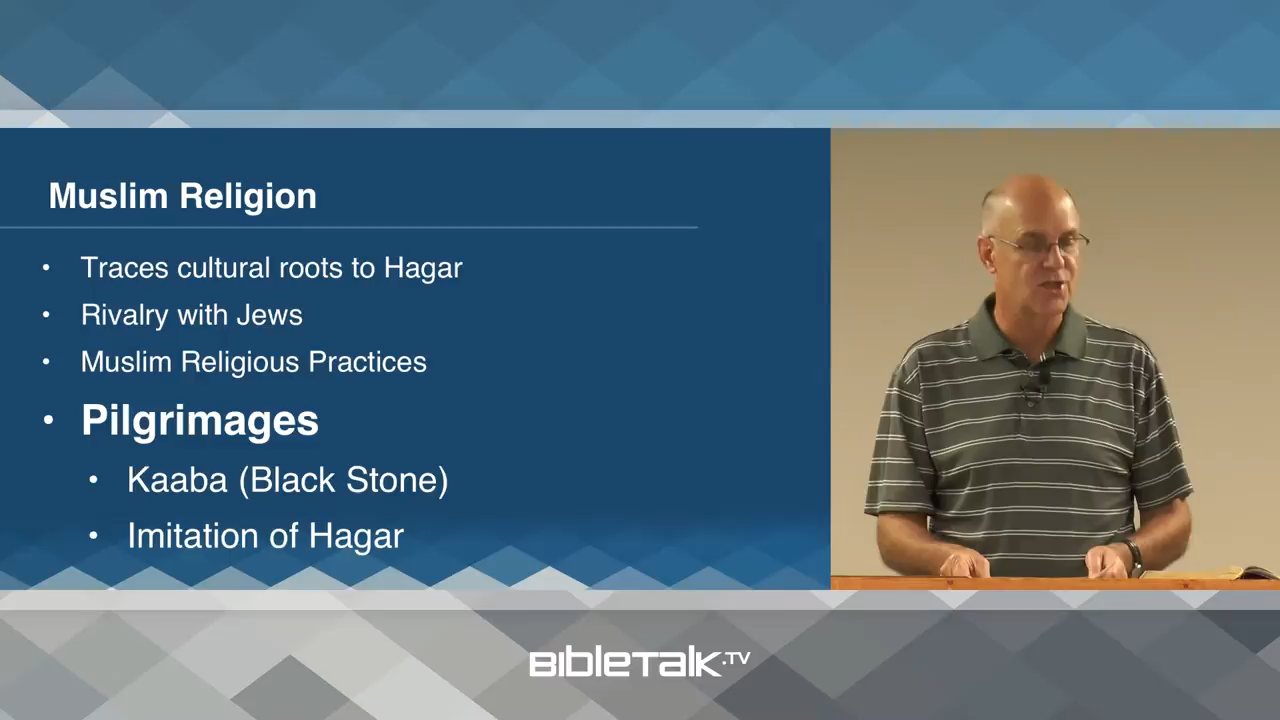 Muslim Religion
• Traces cultural roots to Hagar
• Rivalry with Jews
• Muslim Religious Practices
• Pilgrimages
• Kaaba (Black Stone)
• Imitation of Hagar
BIBLETALK.TV